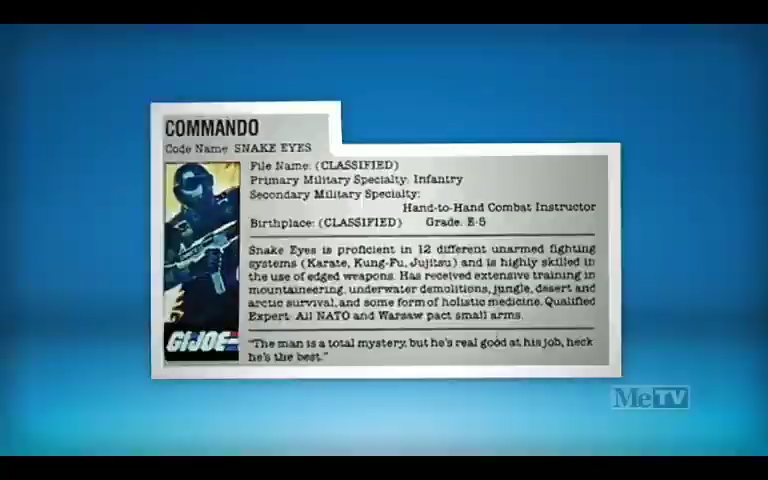 COMMANDO
Code Name: SNAKE EYES
File Name: (CLASSIFIED)
Primary Military Specialty: Infantry
Secondary Military Specialty:
Hand-to-Hand Combat Instructor
Birthplace: (CLASSIFIED) Grade: E-5
Snake Eyes is proficient in 12 different unarmed fighting
systems (Karate, Kung-Fu, Jujitsu) and is highly skilled in
the use of edged weapons. Has received extensive training in
mountaineering, underwater demolitions, jungle, desert and
arctic survival, and some form of holistic medicine. Qualified
Expert: All NATO and Warsaw pact small arms.
"The man is a total mystery, but he's real good at his job, heck
he's the best."
GI JOE
MeTV